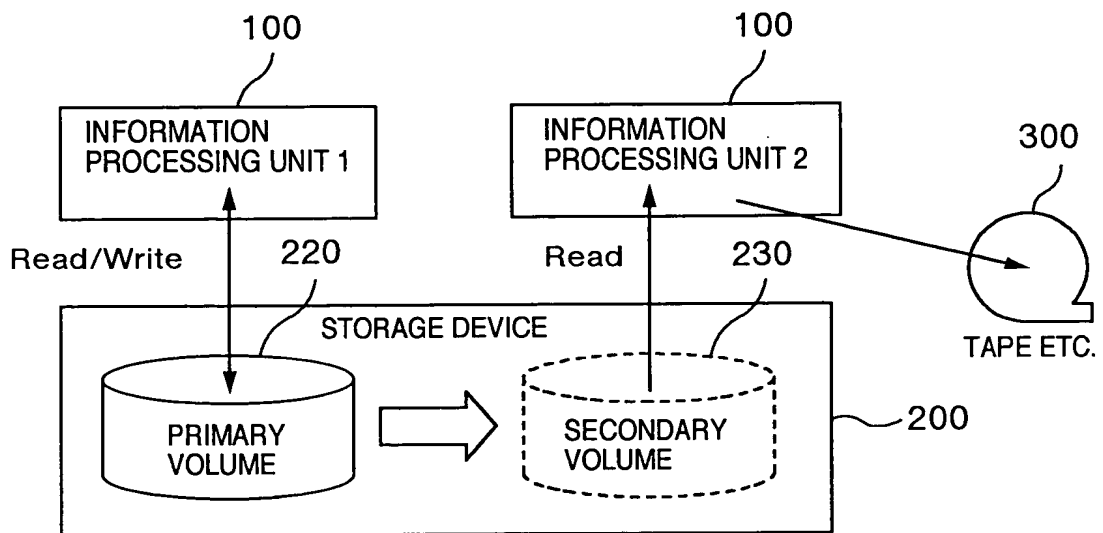 100
100
INFORMATION
PROCESSING UNIT 1
INFORMATION
PROCESSING UNIT 2
300
Read/Write
220
Read
230
STORAGE DEVICE
TAPE ETC.
PRIMARY
VOLUME
SECONDARY
VOLUME
200